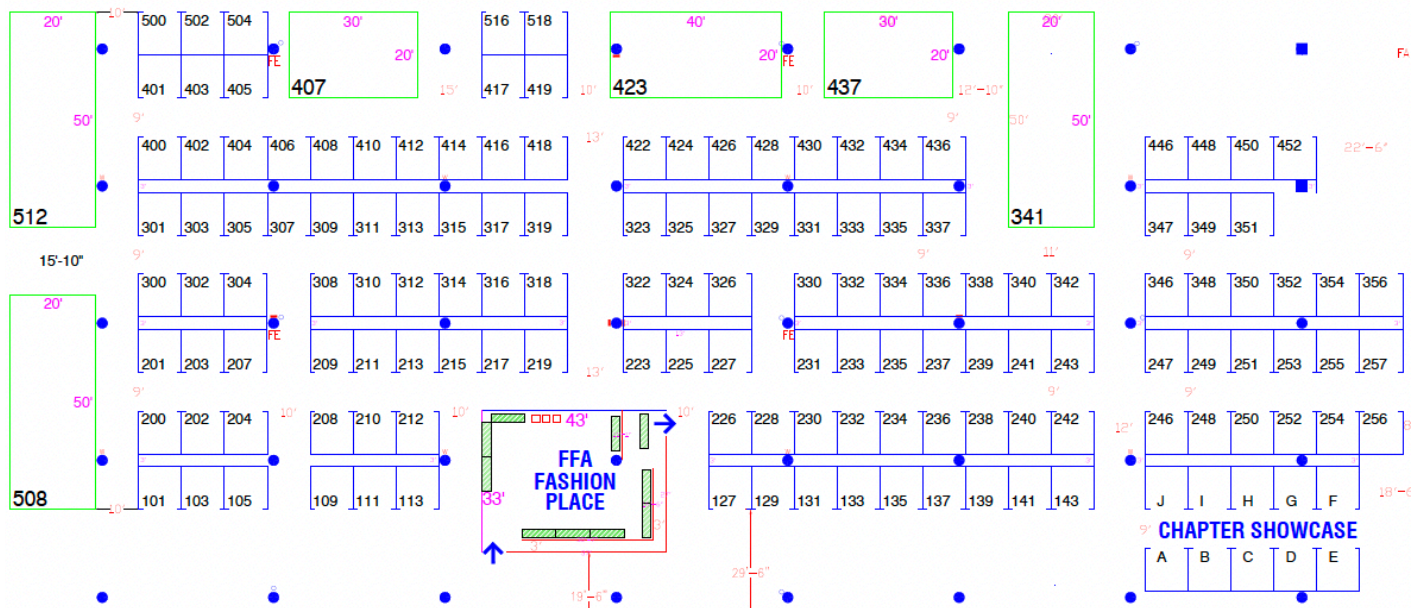 20' 10' 500 502 504 30' 516 518 40' 30' 20'
FE 20' 20' FE 20' FA
401 403 405 407 15' 417 419 10' 423 10' 437 12'-10"
50' 9' 13' 9' 50' 50'
400 402 404 406 408 410 412 414 416 418 422 424 426 428 430 432 434 436 446 448 450 452 22'-6"
512 301 303 305 307 309 311 313 315 317 319 323 325 327 329 331 333 335 337 341 347 349 351
15'-10" 9' 9' 11' 9'
300 302 304 308 310 312 314 316 318 322 324 326 330 332 334 336 338 340 342 346 348 350 352 354 356
20'
FE FE
201 203 207 209 211 213 215 217 219 223 225 227 231 233 235 237 239 241 243 247 249 251 253 255 257
50' 9' 13' 9' 9'
200 202 204 10' 208 210 212 10' 43' 10' 226 228 230 232 234 236 240 242 12' 246 248 250 252 254 256
FFA
FASHION
PLACE
508 10' 101 103 105 109 111 113 33' 127 129 131 133 135 137 139 141 143 J I H G F 18'-6
3' 3' 9' CHAPTER SHOWCASE
A B C D E
29'-6"
19'-6"